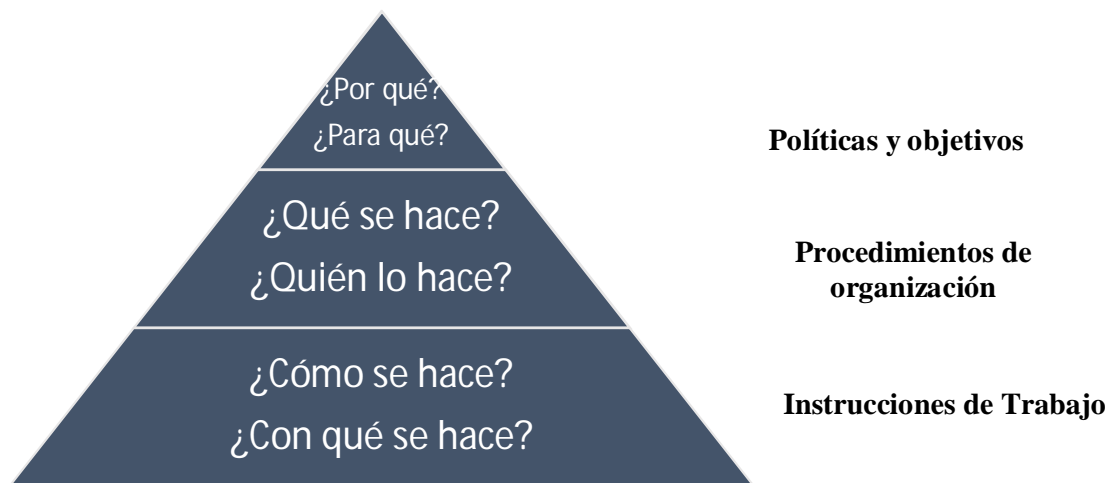 ¿Por qué?
¿Para qué?
Políticas y objetivos
¿Qué se hace?
¿Quién lo hace?
Procedimientos de
organización
¿Cómo se hace?
¿Con qué se hace?
Instrucciones de Trabajo